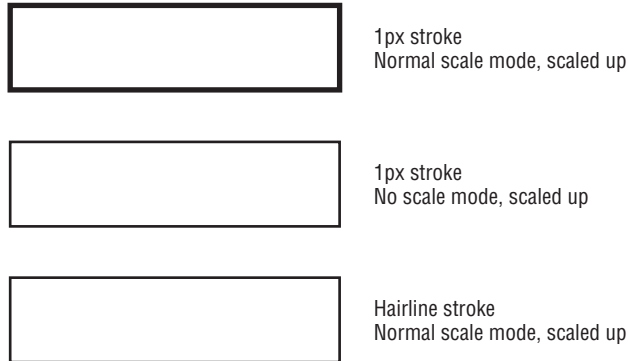 1px stroke
Normal scale mode, scaled up
1px stroke
No scale mode, scaled up
Hairline stroke
Normal scale mode, scaled up